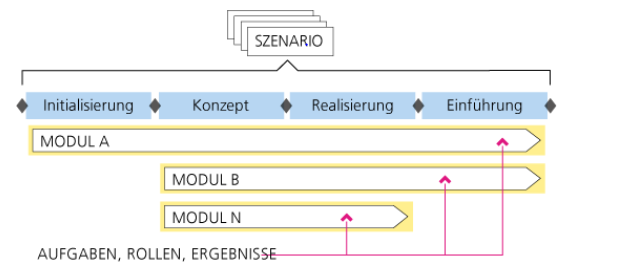 SZENARIO
Initialisierung Konzept Realisierung Einführung
MODUL A
MODUL B
MODUL N
AUFGABEN, ROLLEN, ERGEBNISSE